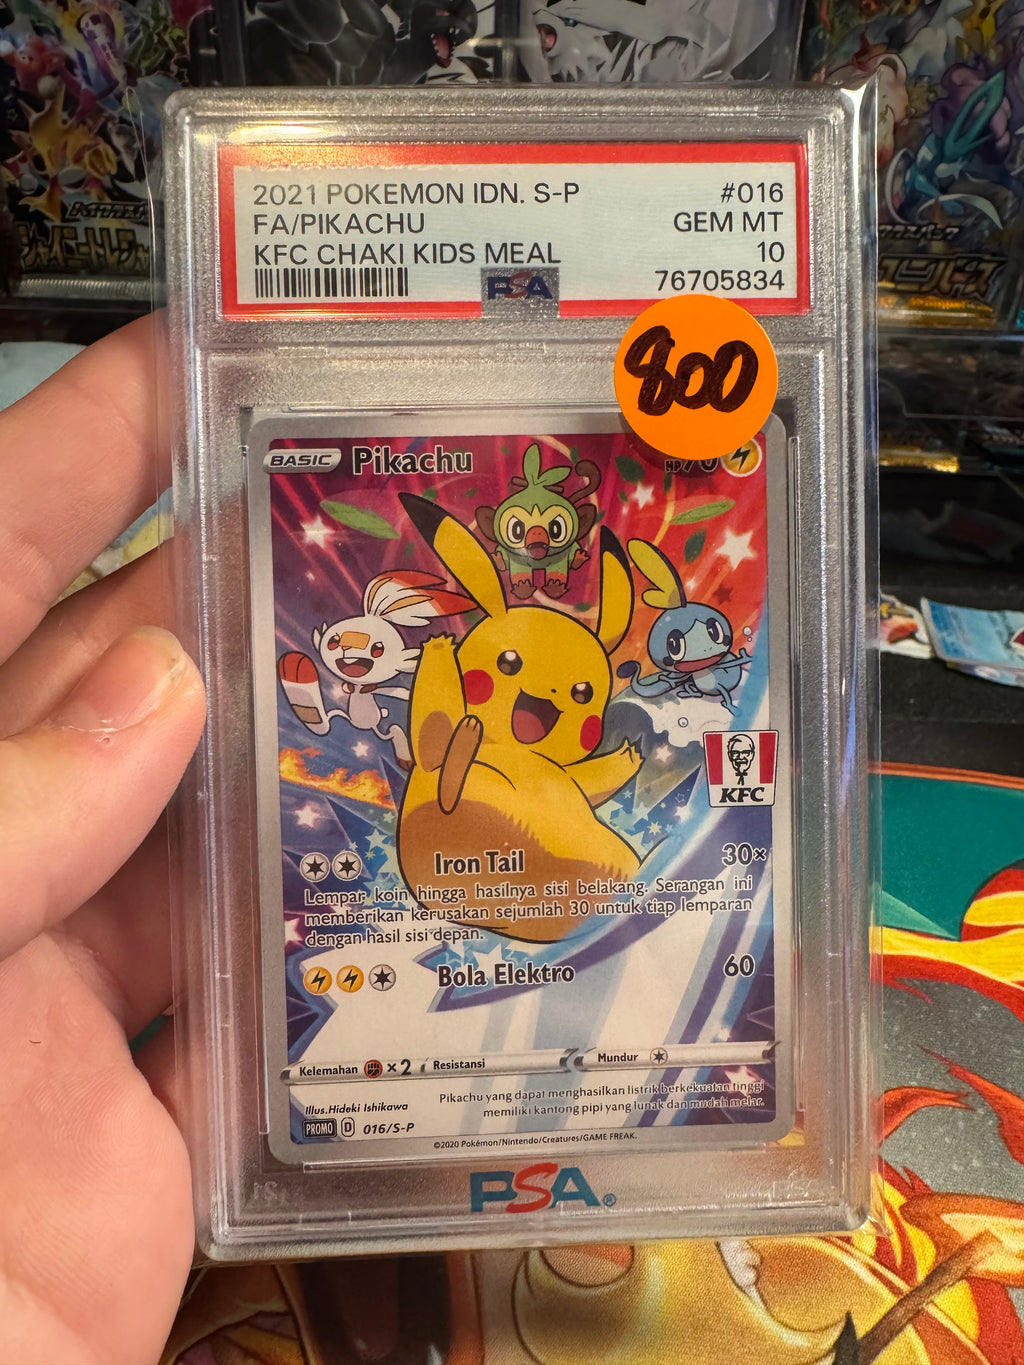 2021 POKEMON IDN. S-P #016
FA/PIKACHU GEM MT
KFC CHAKI KIDS MEAL 10
PSA 76705834
800
BASIC Pikachu HP 70
KFC
Iron Tail 30×
Lempar koin hingga hasilnya sisi belakang. Serangan ini
memberikan kerusakan sejumlah 30 untuk tiap lemparan
dengan hasil sisi depan.
Bola Elektro 60
Kelemahan ×2 Resistansi Mundur
Pikachu yang dapat menghasilkan listrik berkekuatan tinggi
memiliki kantong pipi yang lunak dan mudah melar.
Illus.Hideki Ishikawa
PROMO D 016/S-P
©2020 Pokémon/Nintendo/Creatures/GAME FREAK.
PSA®